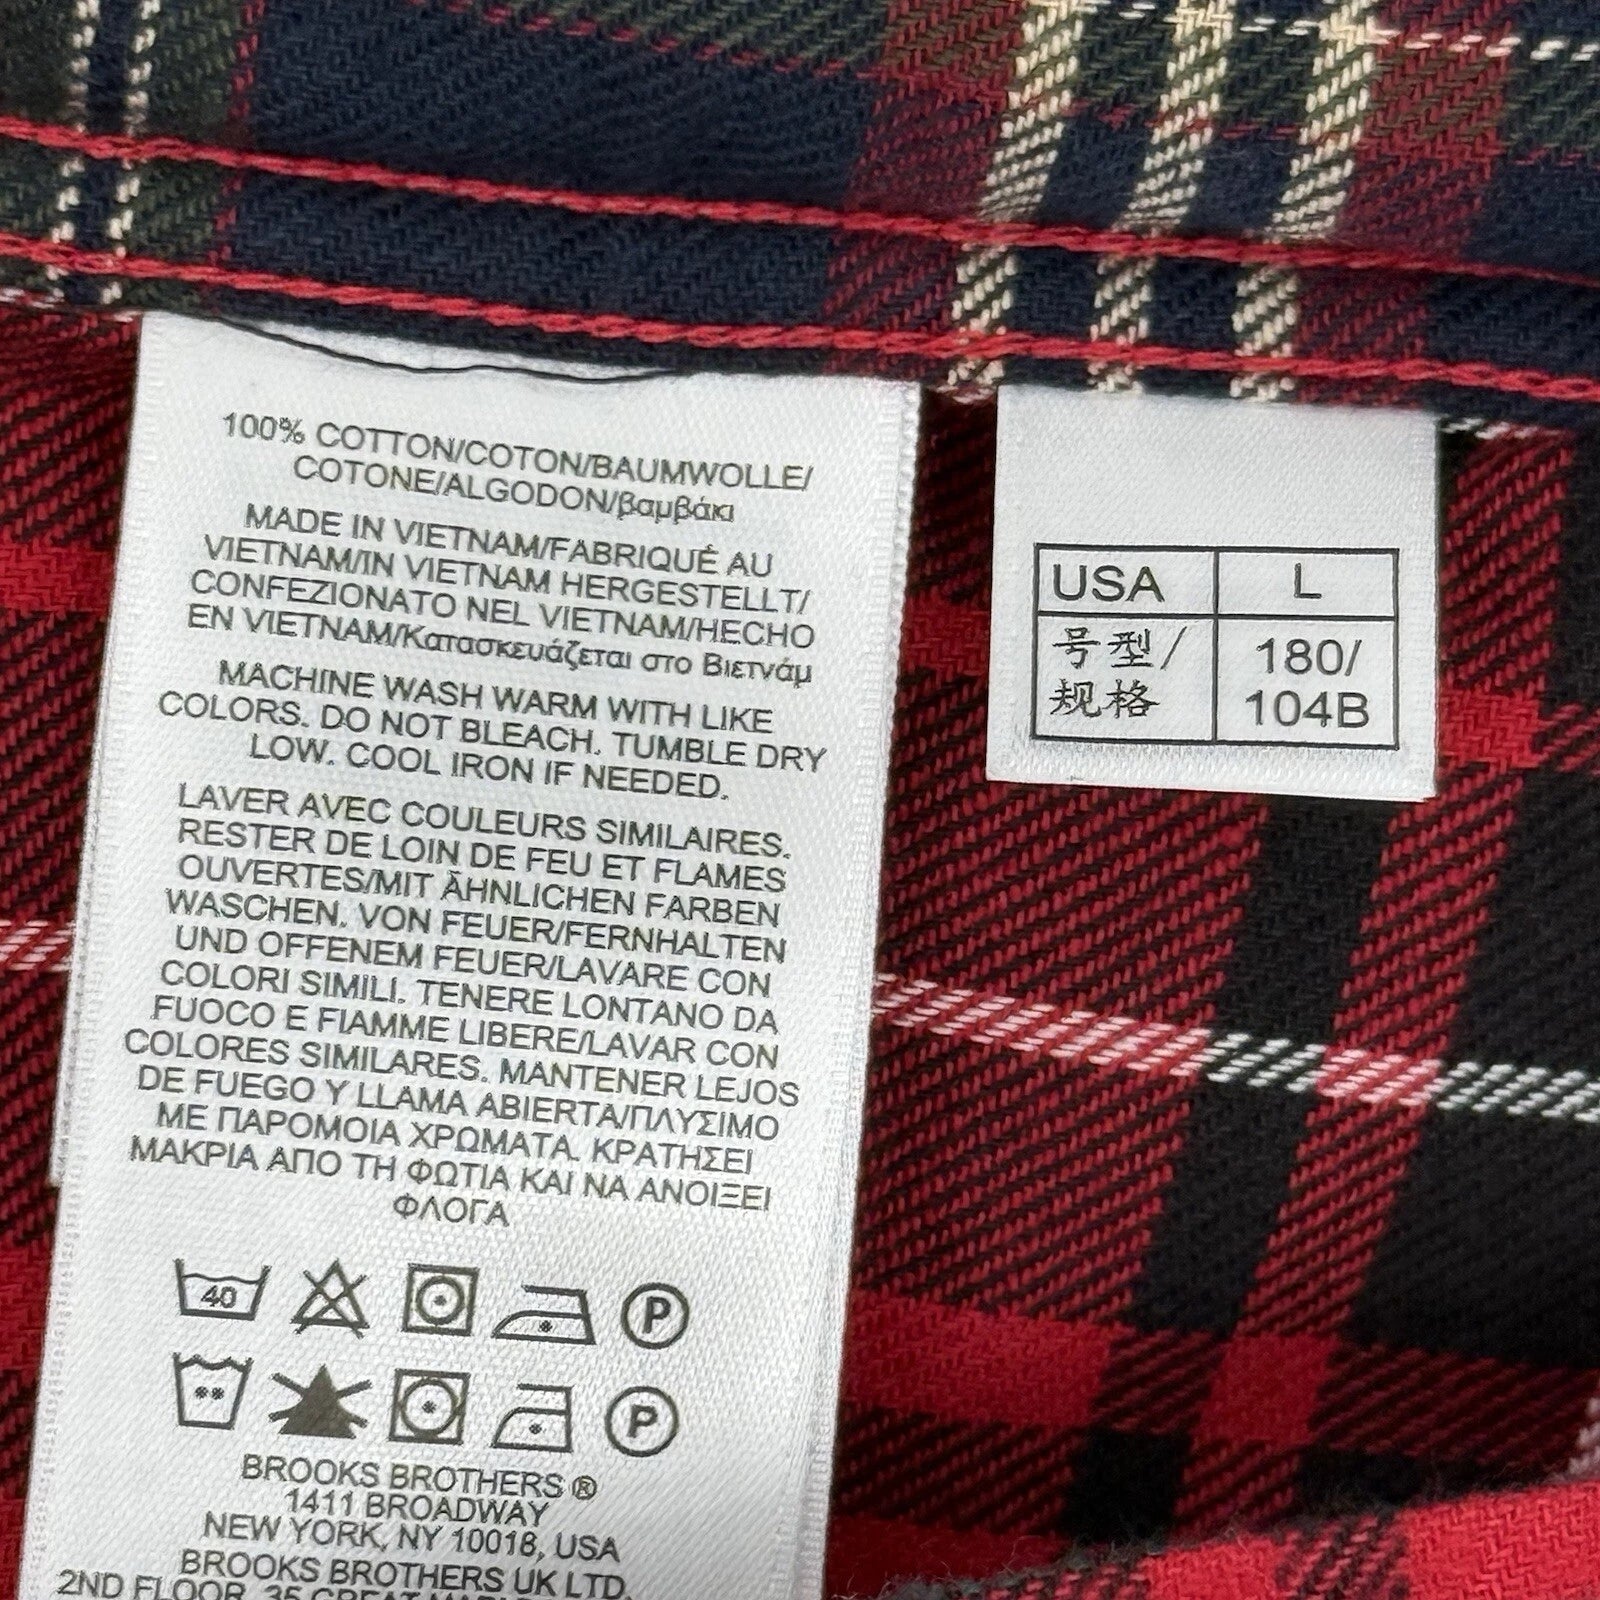 100% COTTON/COTON/BAUMWOLLE/
COTONE/ALGODON/βαμβάκι
MADE IN VIETNAM/FABRIQUÉ AU
VIETNAM/IN VIETNAM HERGESTELLT/
CONFEZIONATO NEL VIETNAM/HECHO
EN VIETNAM/Κατασκευάζεται στο Βιετνάμ
MACHINE WASH WARM WITH LIKE
COLORS. DO NOT BLEACH. TUMBLE DRY
LOW. COOL IRON IF NEEDED.
LAVER AVEC COULEURS SIMILAIRES.
RESTER DE LOIN DE FEU ET FLAMES
OUVERTES/MIT ÄHNLICHEN FARBEN
WASCHEN. VON FEUER/FERNHALTEN
UND OFFENEM FEUER/LAVARE CON
COLORI SIMILI. TENERE LONTANO DA
FUOCO E FIAMME LIBERE/LAVAR CON
COLORES SIMILARES. MANTENER LEJOS
DE FUEGO Y LLAMA ABIERTA/ΠΛΥΣΙΜΟ
ΜΕ ΠΑΡΟΜΟΙΑ ΧΡΩΜΑΤΑ. ΚΡΑΤΗΣΕΙ
ΜΑΚΡΙΑ ΑΠΟ ΤΗ ΦΩΤΙΑ ΚΑΙ ΝΑ ΑΝΟΙΞΕΙ
ΦΛΟΓΑ
40 P
P
BROOKS BROTHERS ®
1411 BROADWAY
NEW YORK, NY 10018, USA
BROOKS BROTHERS UK LTD.
2ND FLOOR, 35 GREAT
USA L
号型/ 180/
规格 104B